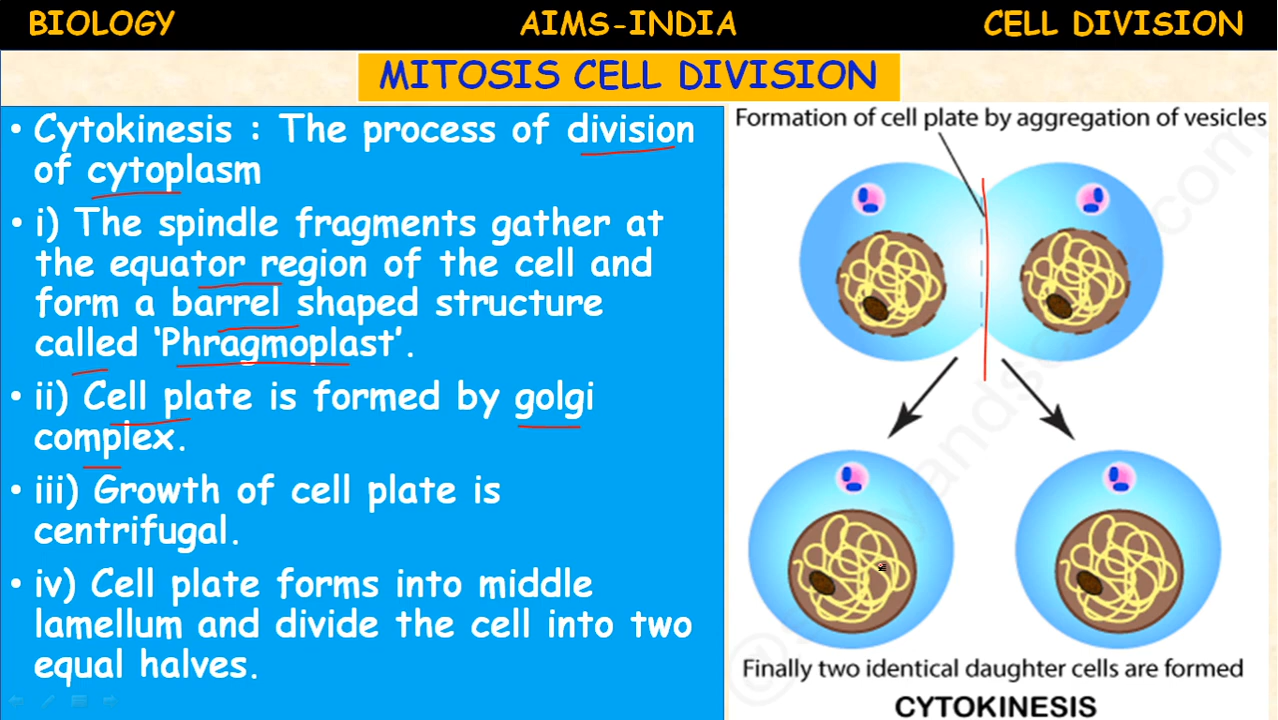 BIOLOGY AIMS-INDIA CELL DIVISION
MITOSIS CELL DIVISION
• Cytokinesis : The process of division
of cytoplasm
• i) The spindle fragments gather at
the equator region of the cell and
form a barrel shaped structure
called ‘Phragmoplast’.
• ii) Cell plate is formed by golgi
complex.
• iii) Growth of cell plate is
centrifugal.
• iv) Cell plate forms into middle
lamellum and divide the cell into two
equal halves.
Formation of cell plate by aggregation of vesicles
Finally two identical daughter cells are formed
CYTOKINESIS